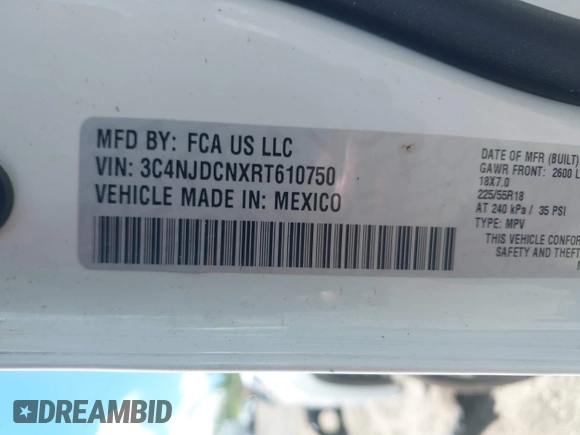 MFD BY: FCA US LLC
VIN: 3C4NJDCNXRT610750
VEHICLE MADE IN: MEXICO
DATE OF MFR (BUILT)
GAWR FRONT: 2600 L
18X7.0
225/55R18
AT 240 kPa / 35 PSI
TYPE: MPV
THIS VEHICLE CONFOR
SAFETY AND THEFT
DREAMBID